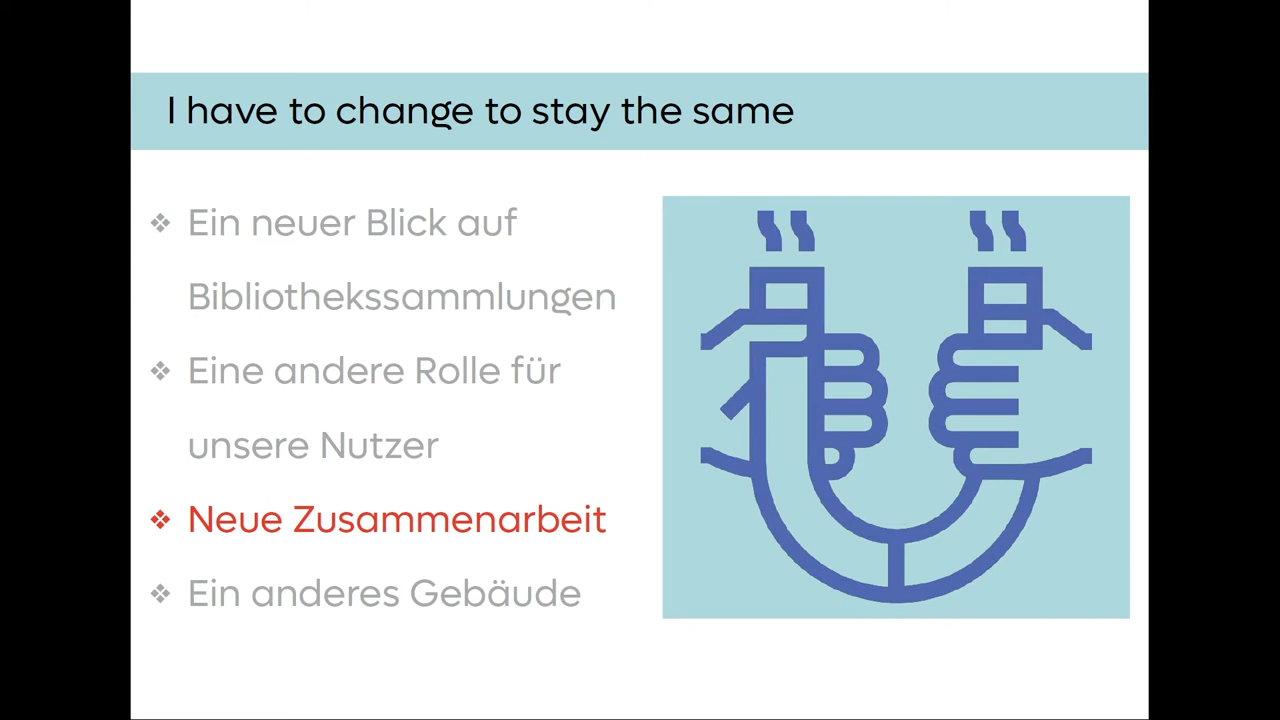 I have to change to stay the same
❖ Ein neuer Blick auf
Bibliothekssammlungen
❖ Eine andere Rolle für
unsere Nutzer
❖ Neue Zusammenarbeit
❖ Ein anderes Gebäude